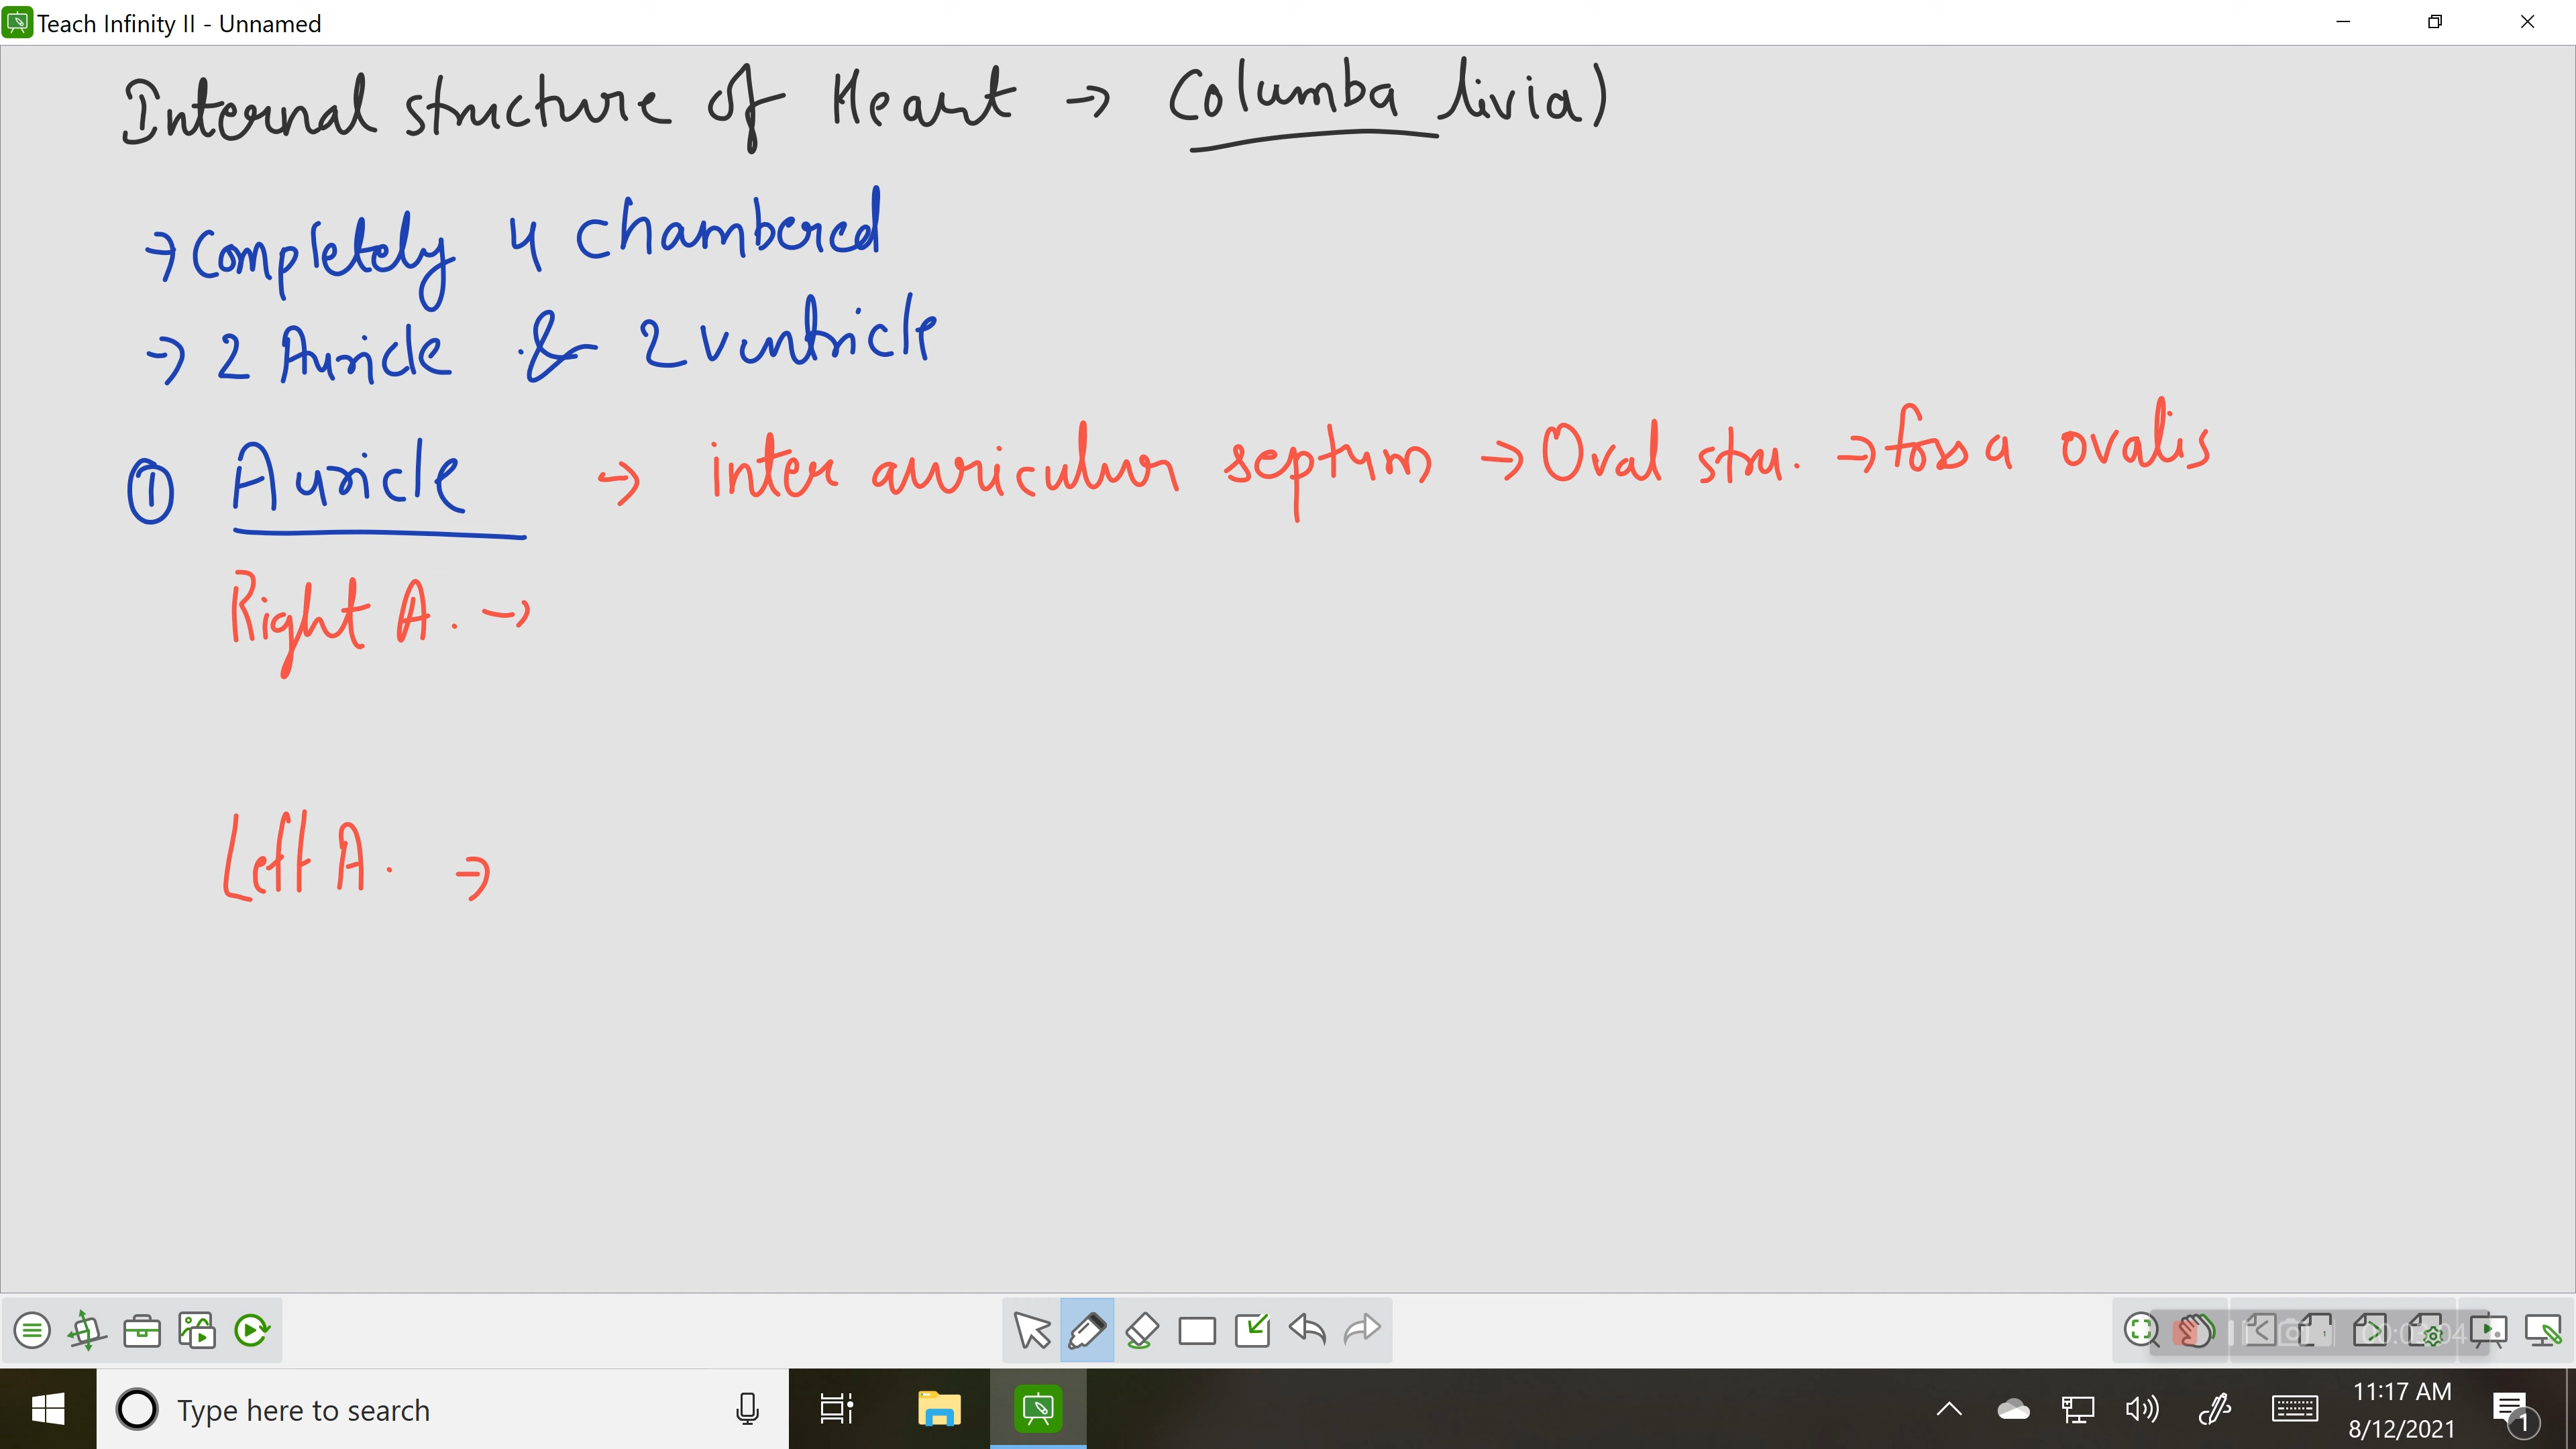 Teach Infinity II - Unnamed
Internal structure of Heart → Columba livia)
→ Completely 4 chambered
→ 2 Auricle & 2 ventricle
① Auricle → inter auricular septum → Oval stru. → fossa ovalis
Right A. →
Left A. →
Type here to search
11:17 AM
8/12/2021
1